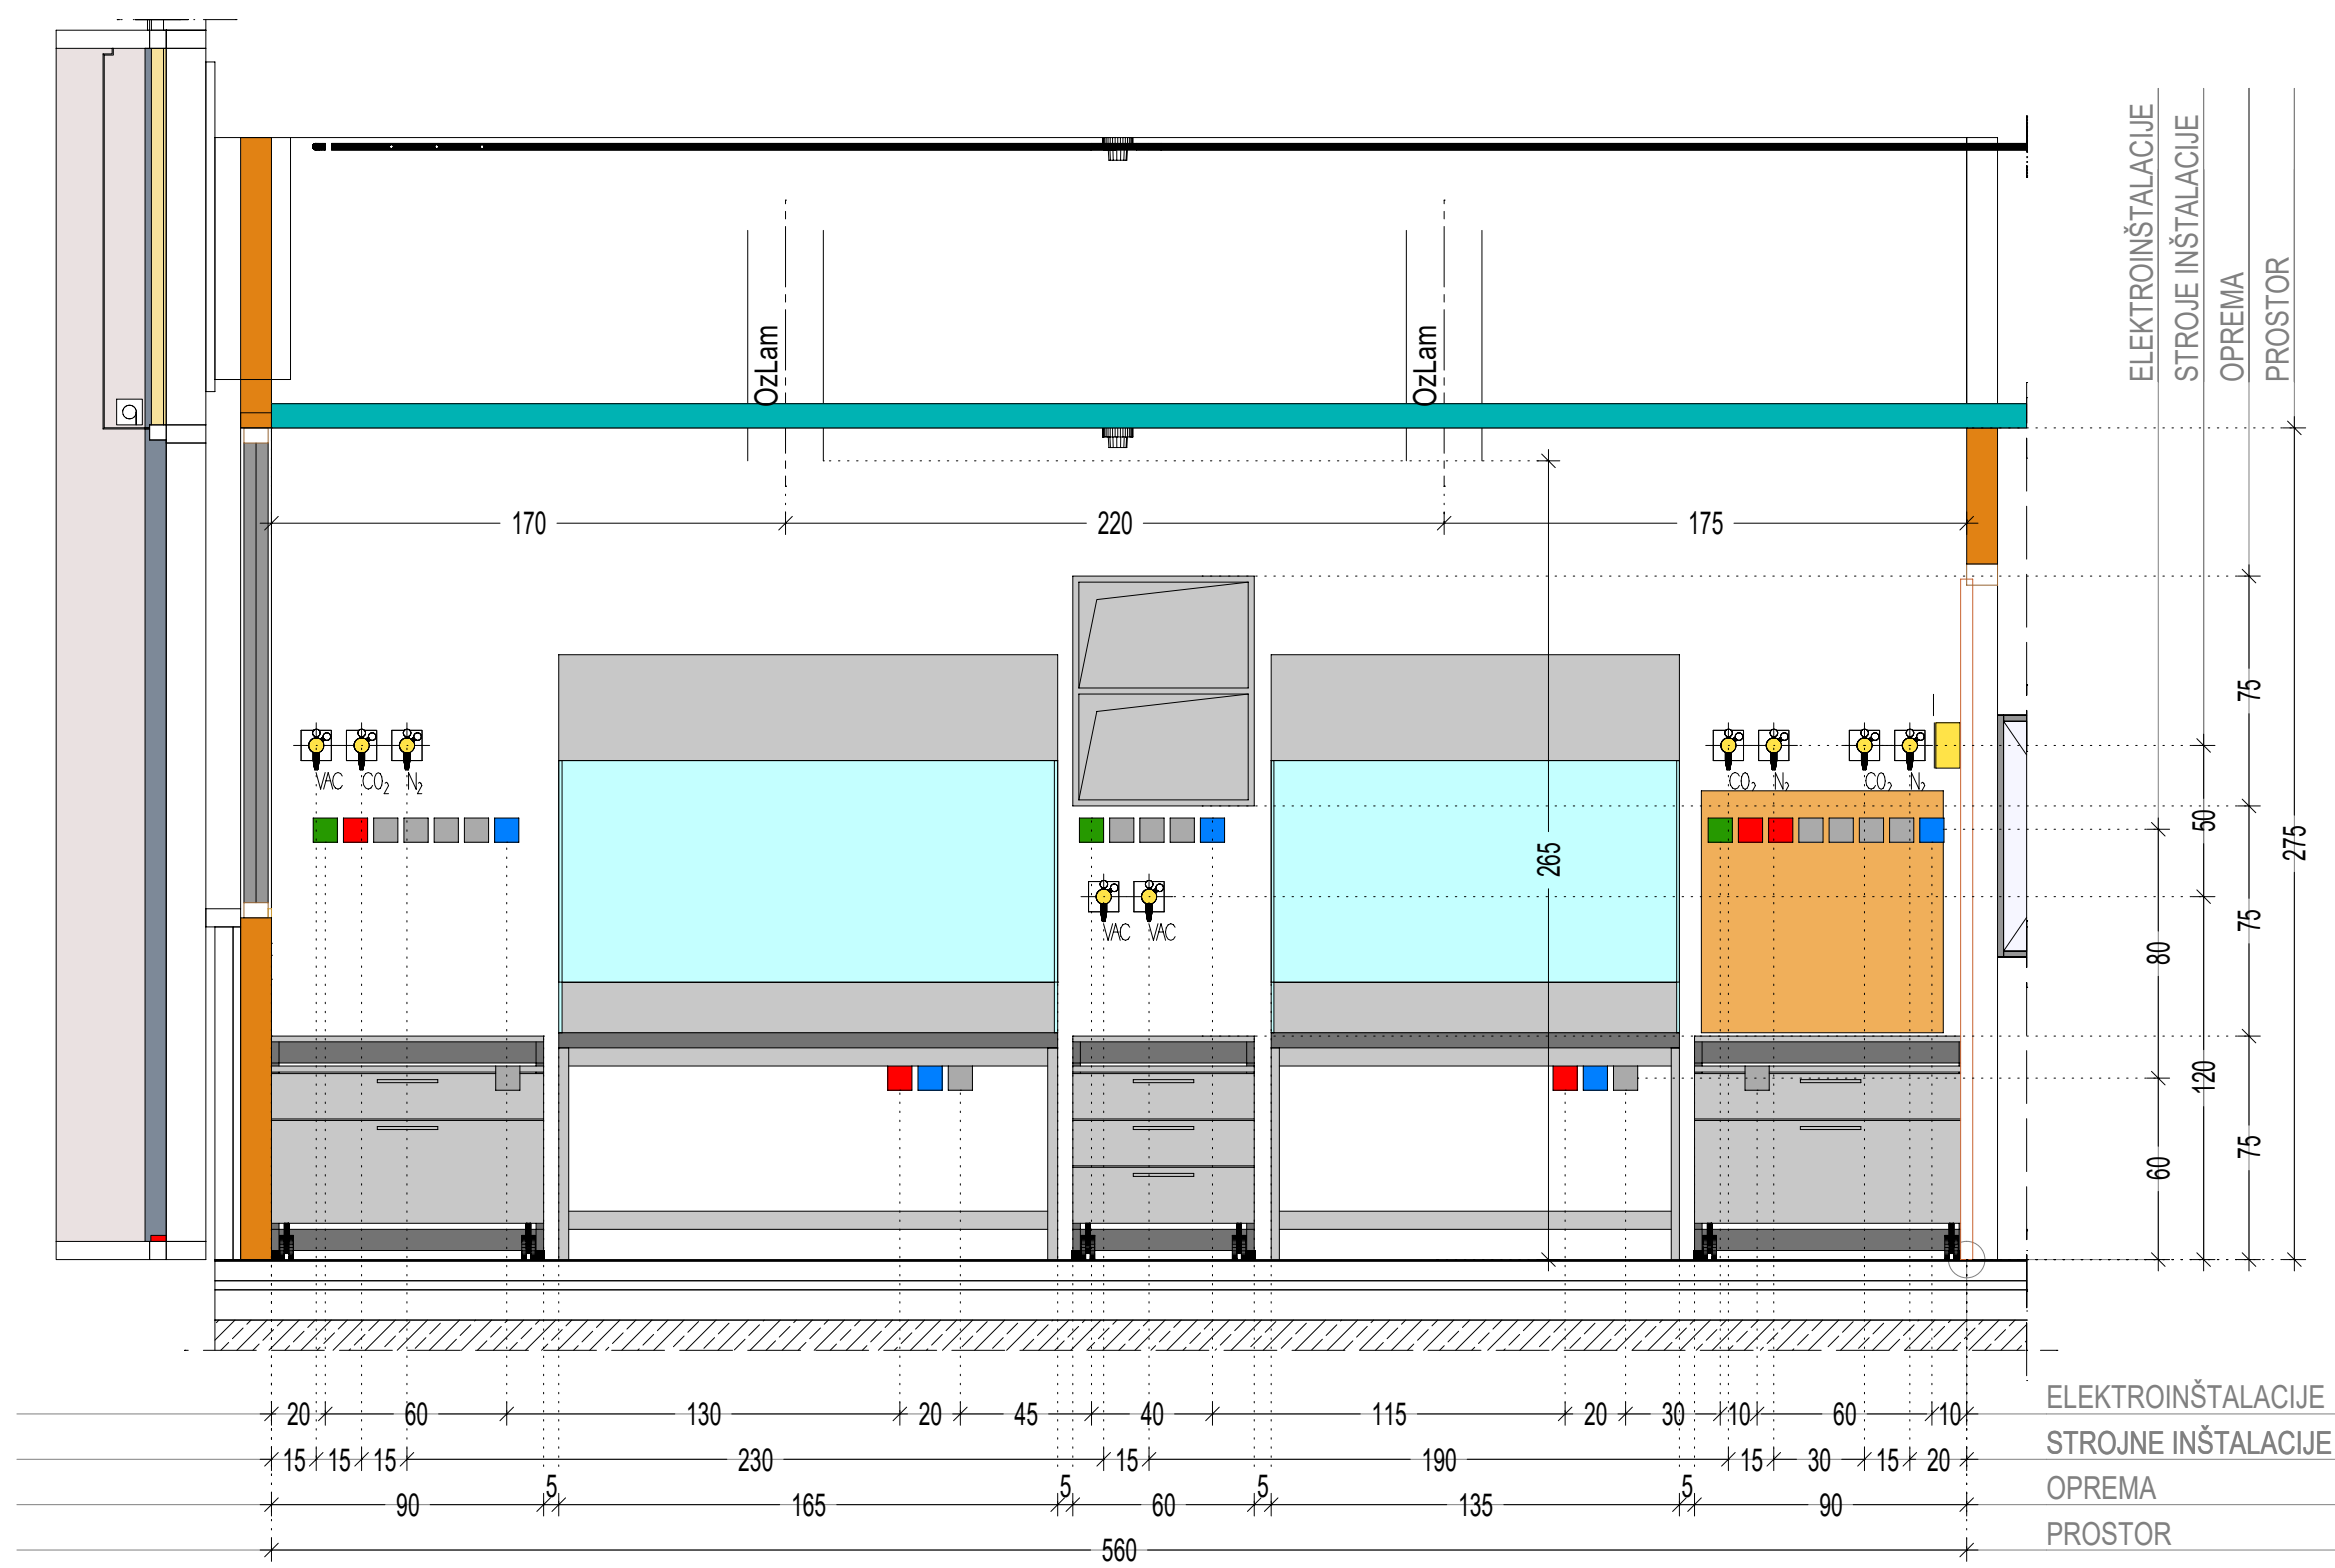 ELEKTROINŠTALACIJE
STROJE INŠTALACIJE
OPREMA
PROSTOR
OzLam
OzLam
q
170
220
175
VAC CO₂ N₂
CO₂ N₂ CO₂ N₂
VAC VAC
265
80
60
50
120
75
75
75
275
20 60 130 20 45 40 115 20 30 10 60 10
ELEKTROINŠTALACIJE
15 15 15 230 15 190 15 30 15 20
STROJNE INŠTALACIJE
90 5 165 5 60 5 135 5 90
OPREMA
560
PROSTOR